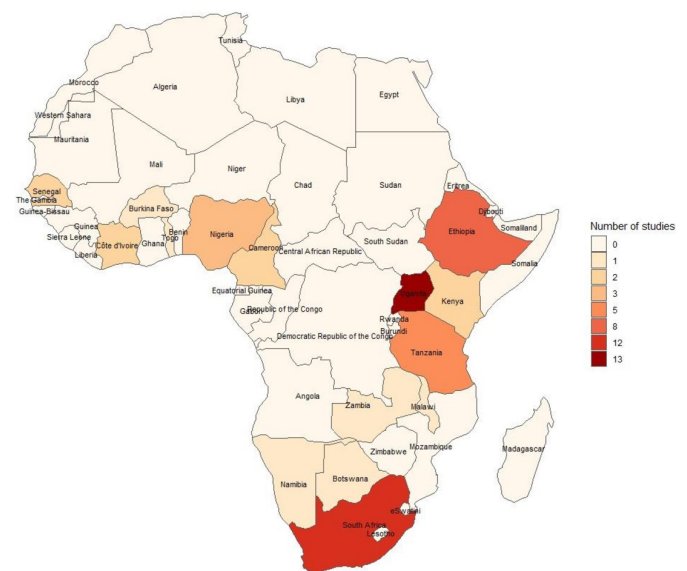 Tunisia
Morocco
Algeria
Libya
Egypt
Western Sahara
Mauritania
Mali
Niger
Chad
Sudan
Eritrea
Senegal
The Gambia
Guinea-Bissau
Burkina Faso
Djibouti
Somaliland
Guinea
Sierra Leone
Liberia
Côte d'Ivoire
Ghana
Togo
Benin
Nigeria
Cameroon
Central African Republic
South Sudan
Ethiopia
Somalia
Equatorial Guinea
Gabon
Republic of the Congo
Democratic Republic of the Congo
Uganda
Kenya
Rwanda
Burundi
Tanzania
Angola
Zambia
Malawi
Mozambique
Zimbabwe
Madagascar
Namibia
Botswana
eSwatini
South Africa
Lesotho
Number of studies
0
1
2
3
5
8
12
13